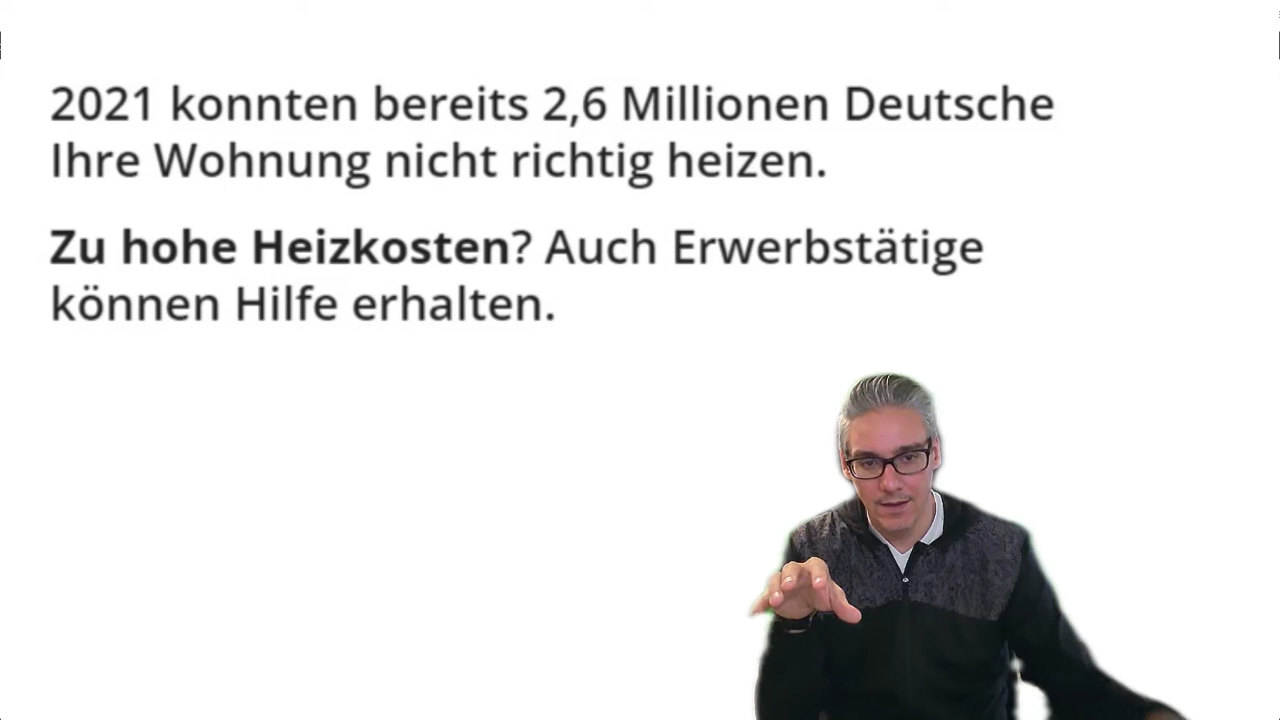 2021 konnten bereits 2,6 Millionen Deutsche
Ihre Wohnung nicht richtig heizen.
Zu hohe Heizkosten? Auch Erwerbstätige
können Hilfe erhalten.